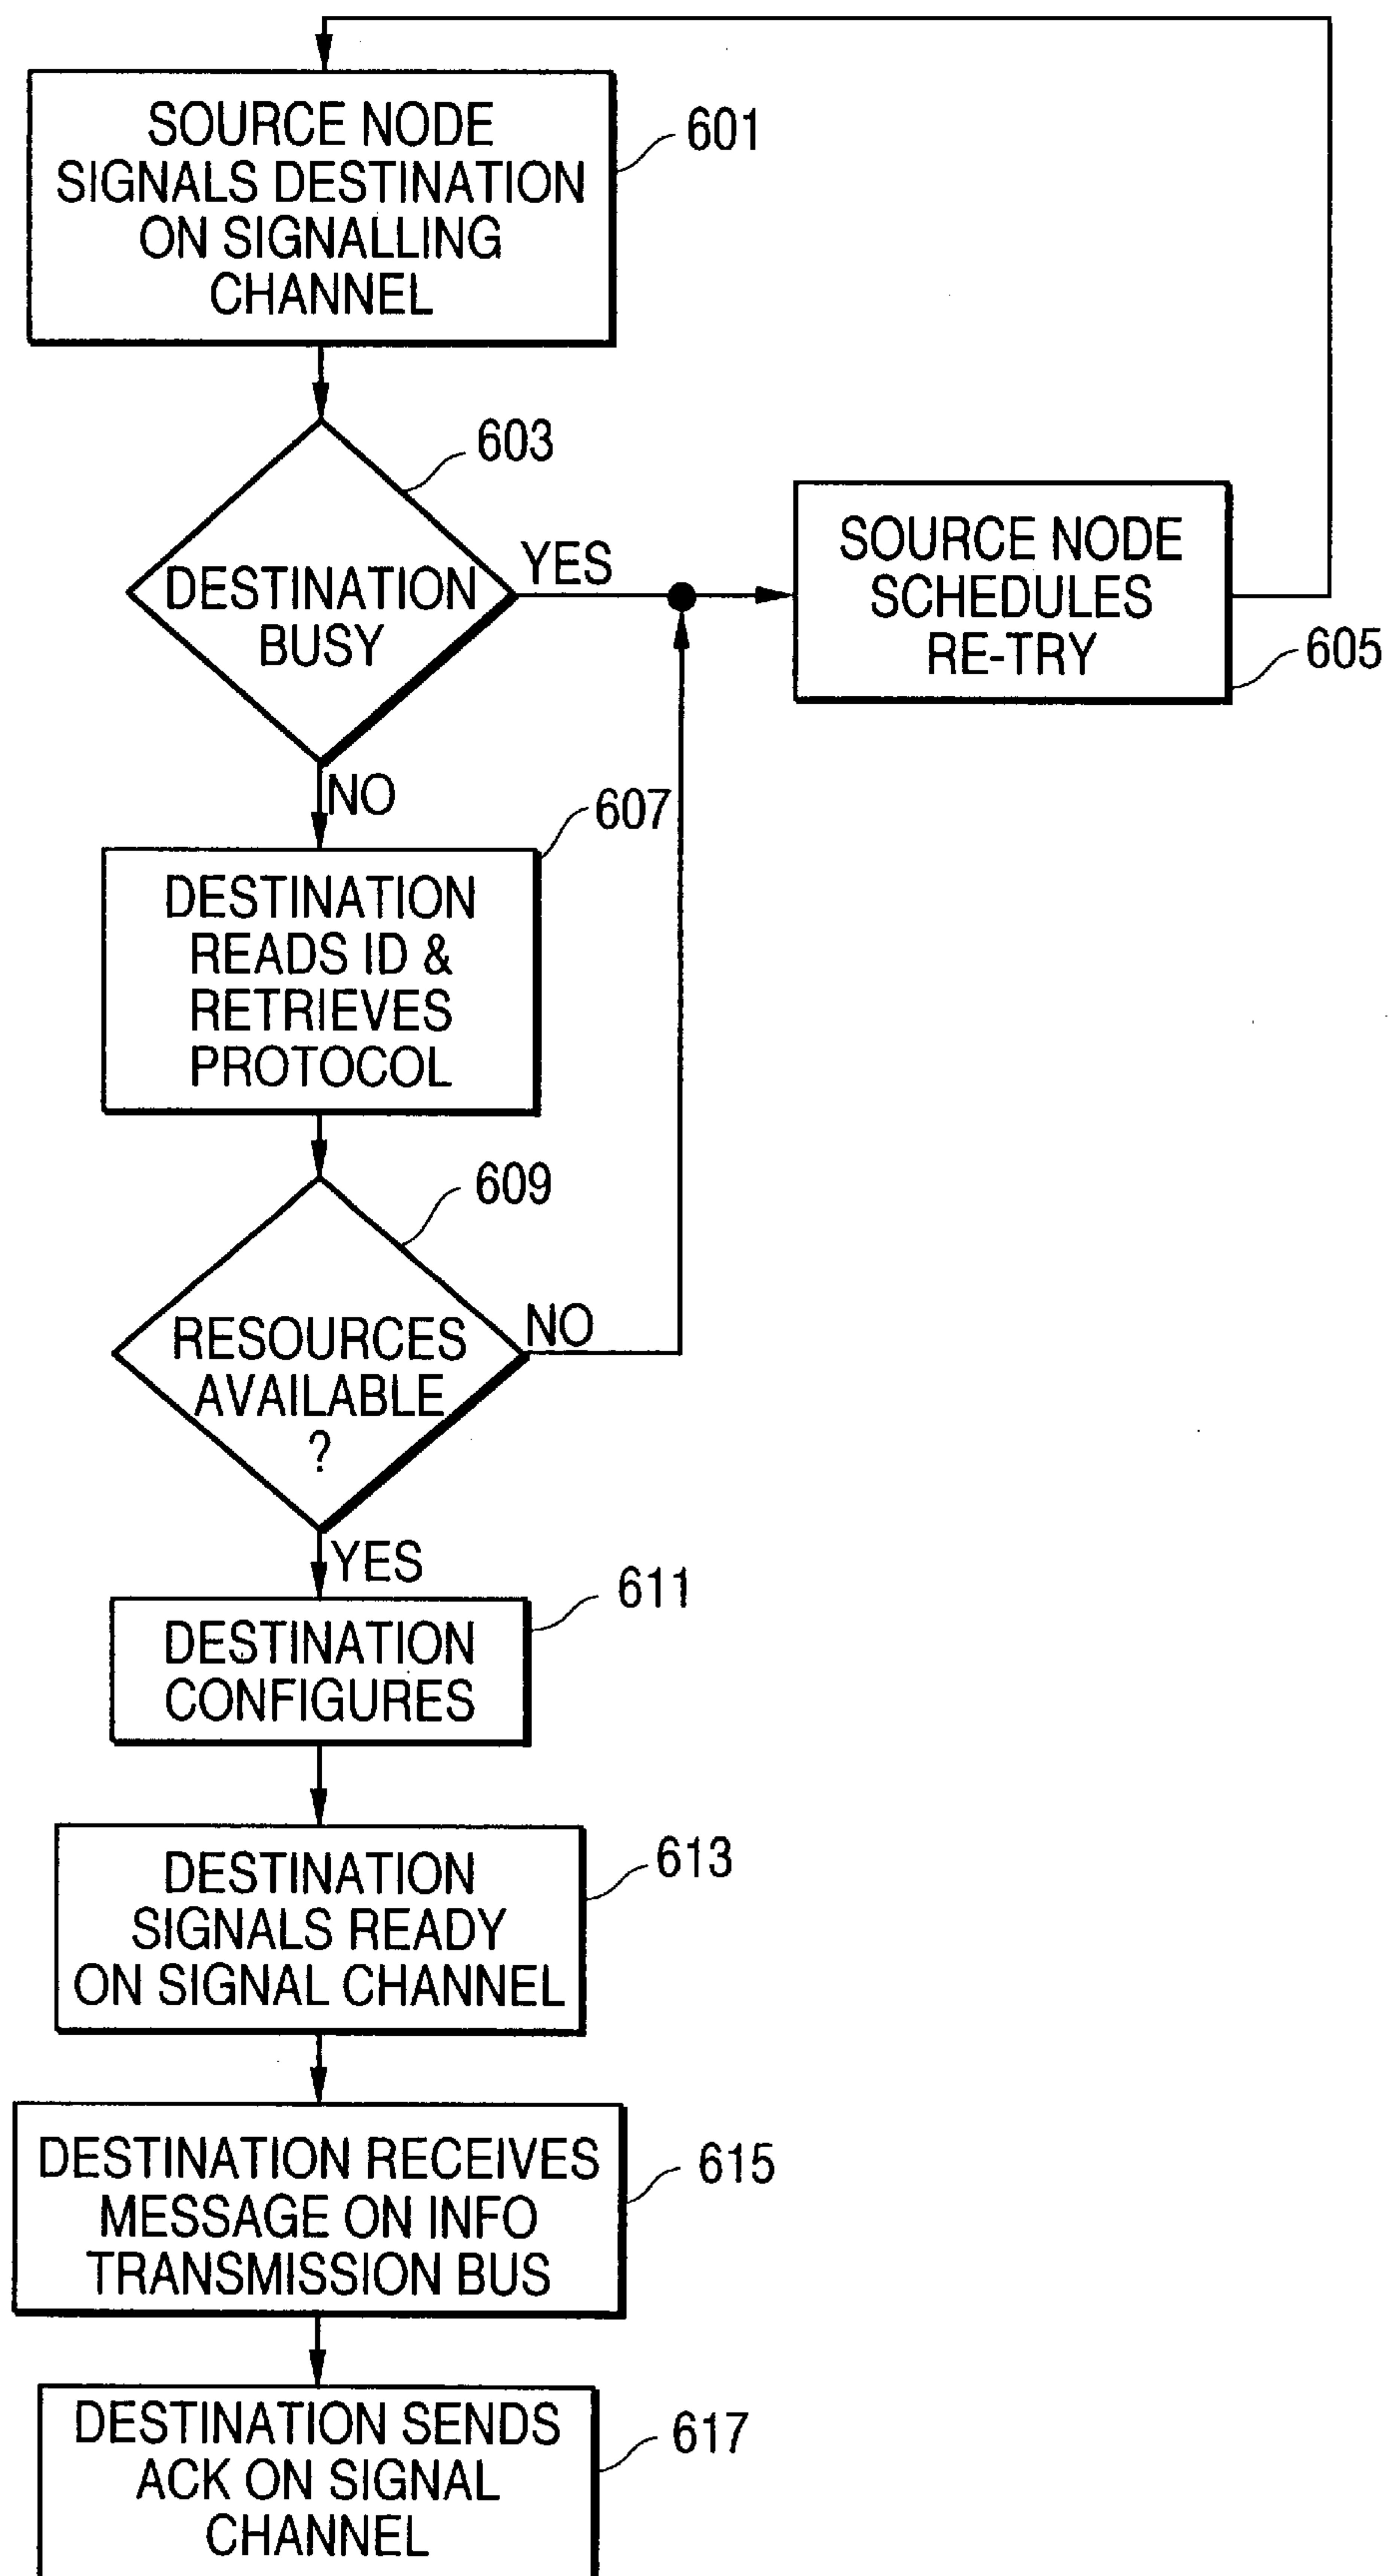 SOURCE NODE
SIGNALS DESTINATION
ON SIGNALLING
CHANNEL
601
603
DESTINATION
BUSY
YES
SOURCE NODE
SCHEDULES
RE-TRY
605
NO
607
DESTINATION
READS ID &
RETRIEVES
PROTOCOL
609
RESOURCES
AVAILABLE
?
NO
YES
611
DESTINATION
CONFIGURES
613
DESTINATION
SIGNALS READY
ON SIGNAL CHANNEL
615
DESTINATION RECEIVES
MESSAGE ON INFO
TRANSMISSION BUS
617
DESTINATION SENDS
ACK ON SIGNAL
CHANNEL